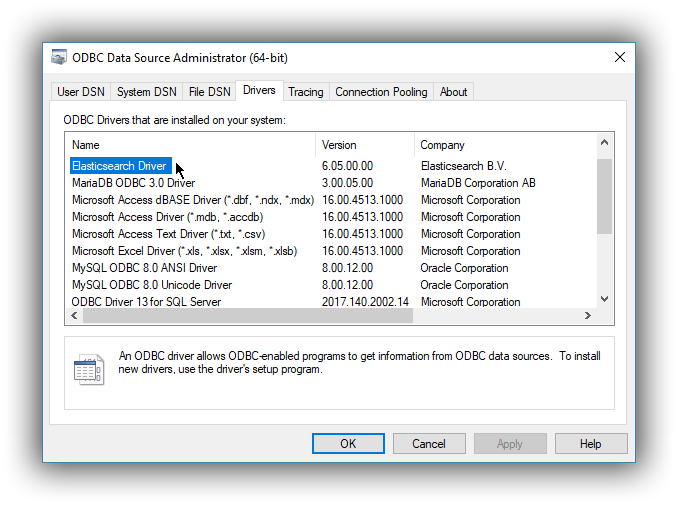 ODBC Data Source Administrator (64-bit)
User DSN System DSN File DSN Drivers Tracing Connection Pooling About
ODBC Drivers that are installed on your system:
Name Version Company
Elasticsearch Driver 6.05.00.00 Elasticsearch B.V.
MariaDB ODBC 3.0 Driver 3.00.05.00 MariaDB Corporation AB
Microsoft Access dBASE Driver (*.dbf, *.ndx, *.mdx) 16.00.4513.1000 Microsoft Corporation
Microsoft Access Driver (*.mdb, *.accdb) 16.00.4513.1000 Microsoft Corporation
Microsoft Access Text Driver (*.txt, *.csv) 16.00.4513.1000 Microsoft Corporation
Microsoft Excel Driver (*.xls, *.xlsx, *.xlsm, *.xlsb) 16.00.4513.1000 Microsoft Corporation
MySQL ODBC 8.0 ANSI Driver 8.00.12.00 Oracle Corporation
MySQL ODBC 8.0 Unicode Driver 8.00.12.00 Oracle Corporation
ODBC Driver 13 for SQL Server 2017.140.2002.14 Microsoft Corporation
An ODBC driver allows ODBC-enabled programs to get information from ODBC data sources. To install
new drivers, use the driver's setup program.
OK Cancel Apply Help